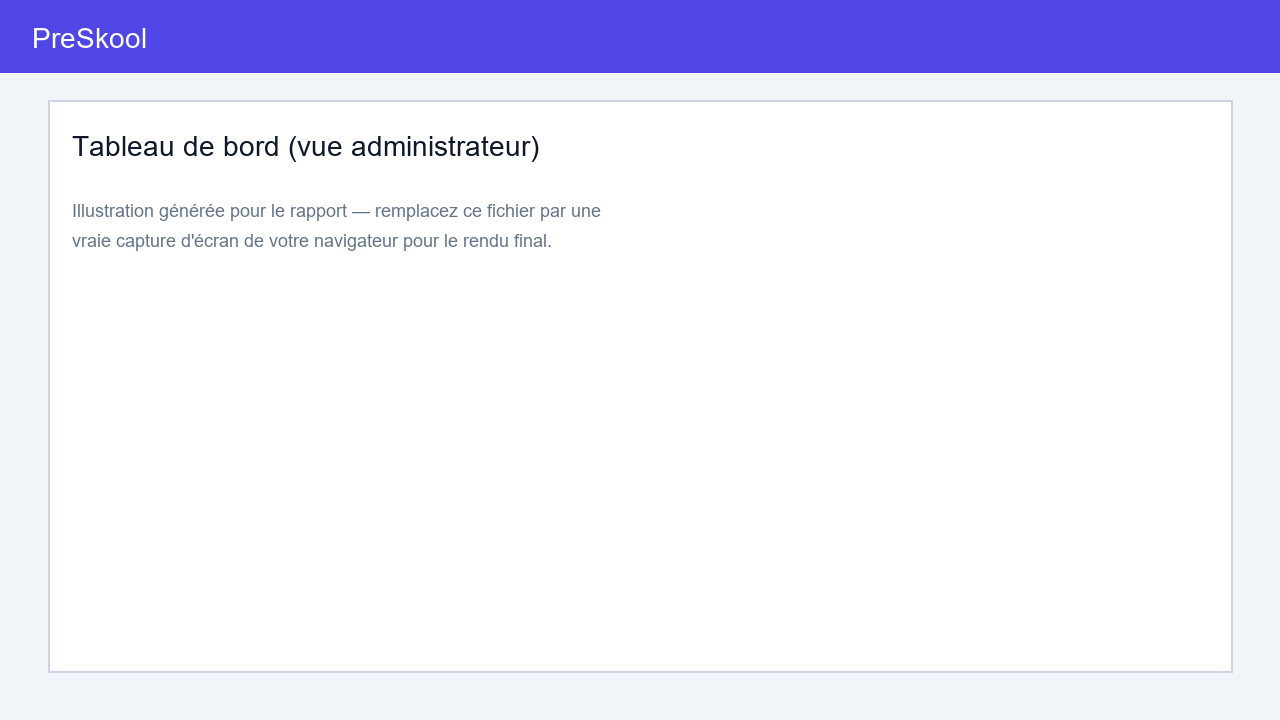 PreSkool
Tableau de bord (vue administrateur)
Illustration générée pour le rapport — remplacez ce fichier par une
vraie capture d'écran de votre navigateur pour le rendu final.